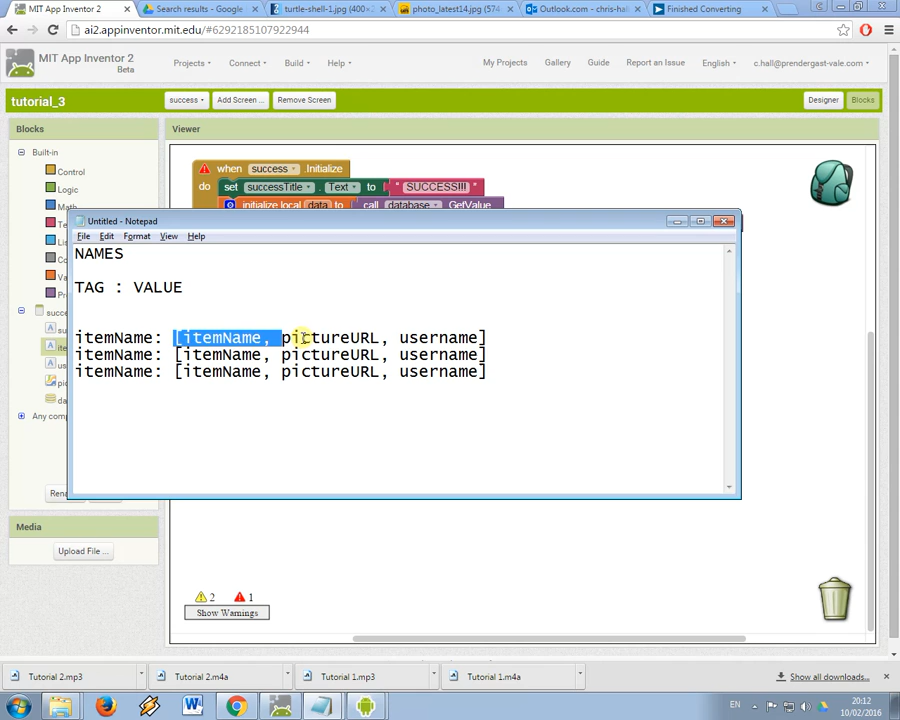 MIT App Inventor 2
Search results - Google
turtle-shell-1.jpg (400×2
photo_latest14.jpg (574
Outlook.com - chris-hal
Finished Converting
ai2.appinventor.mit.edu/#6292185107922944
MIT App Inventor 2
Beta
Projects
Connect
Build
Help
My Projects
Gallery
Guide
Report an Issue
English
c.hall@prendergast-vale.com
tutorial_3
success
Add Screen ...
Remove Screen
Designer
Blocks
Blocks
Viewer
Built-in
Control
Logic
Math
when success .Initialize
do set successTitle . Text to " SUCCESS!!! "
initialize local data to call database .GetValue
Untitled - Notepad
File Edit Format View Help
NAMES
TAG : VALUE
itemName: [itemName, pictureURL, username]
itemName: [itemName, pictureURL, username]
itemName: [itemName, pictureURL, username]
Media
Upload File ...
2 1
Show Warnings
Tutorial 2.mp3
Tutorial 2.m4a
Tutorial 1.mp3
Tutorial 1.m4a
Show all downloads...
EN
20:12
10/02/2016